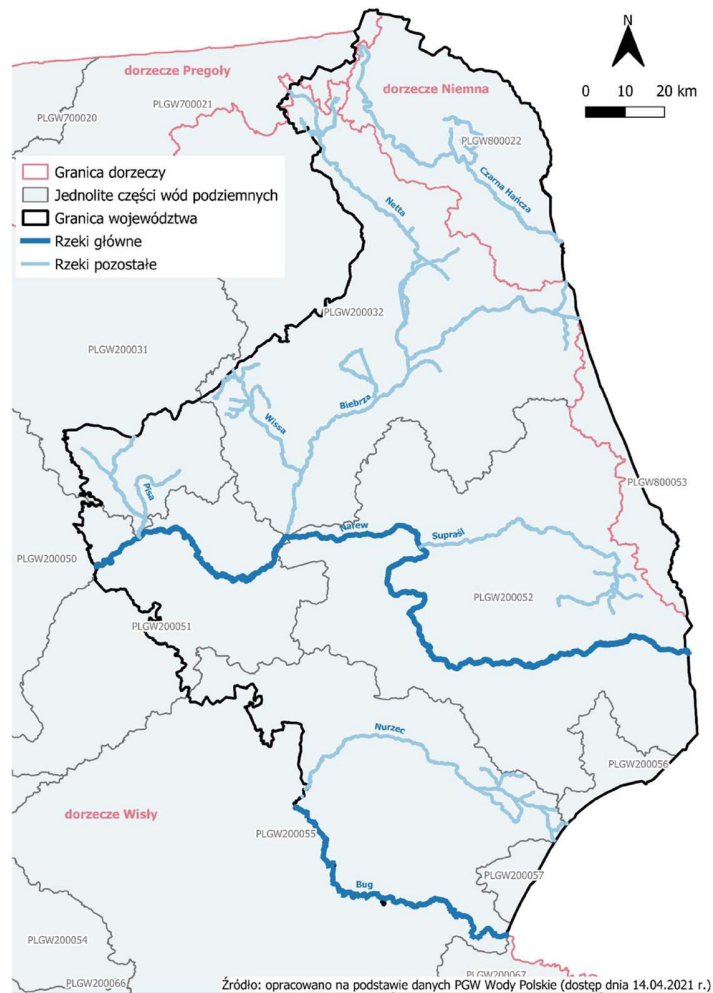 N
0 10 20 km
dorzecze Pregoły
PLGW700021
PLGW700020
dorzecze Niemna
PLGW800022
Granica dorzeczy
Jednolite części wód podziemnych
Granica województwa
Rzeki główne
Rzeki pozostałe
Czarna Hańcza
Netta
PLGW200032
PLGW200031
Biebrza
Wissa
Pisa
PLGW800053
Narew
Supraśl
PLGW200050
PLGW200052
PLGW200051
Nurzec
PLGW200056
dorzecze Wisły
PLGW200055
PLGW200057
Bug
PLGW200054
PLGW200067
PLGW200066
Źródło: opracowano na podstawie danych PGW Wody Polskie (dostęp dnia 14.04.2021 r.)